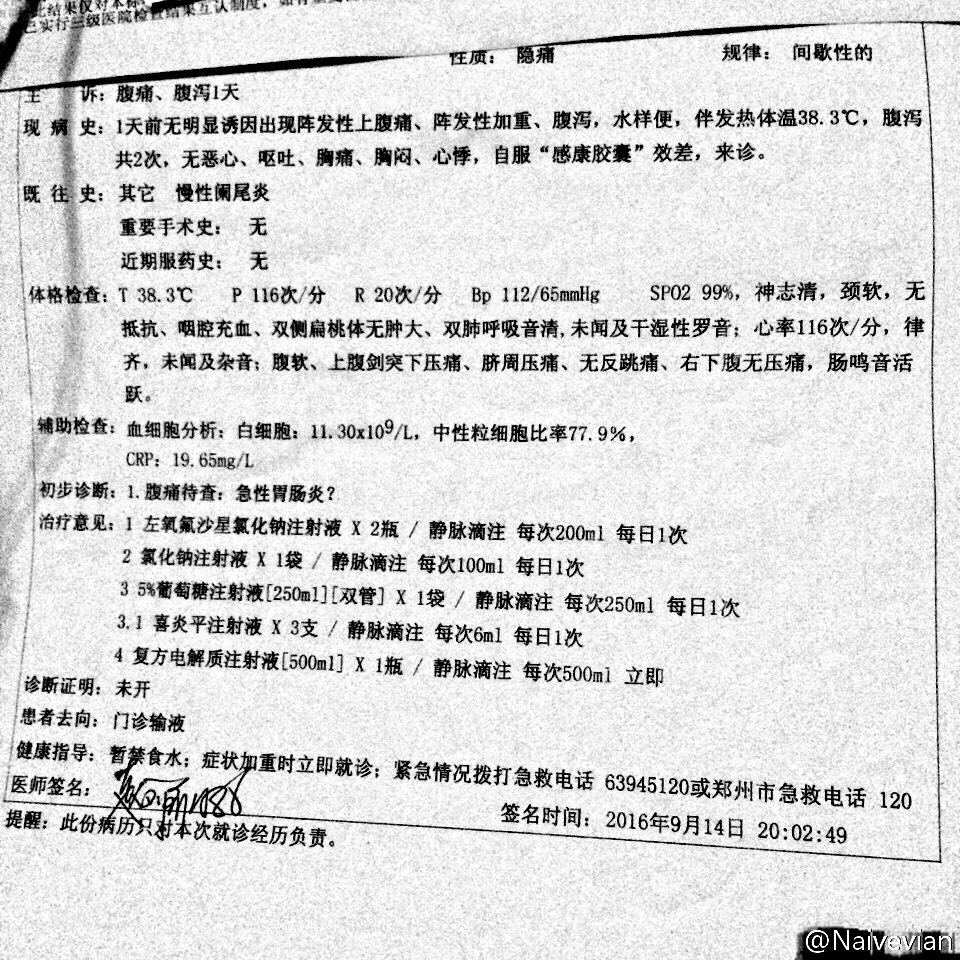 此结果仅对本标
已实行三级医院检查结果互认制度,如有
性质: 隐痛 规律: 间歇性的
主 诉: 腹痛、腹泻1天
现 病 史: 1天前无明显诱因出现阵发性上腹痛、阵发性加重、腹泻,水样便,伴发热体温38.3℃,腹泻
共2次,无恶心、呕吐、胸痛、胸闷、心悸,自服“感康胶囊”效差,来诊。
既 往 史: 其它 慢性阑尾炎
重要手术史: 无
近期服药史: 无
体格检查: T 38.3℃ P 116次/分 R 20次/分 Bp 112/65mmHg SPO2 99%,神志清,颈软,无
抵抗、咽腔充血、双侧扁桃体无肿大、双肺呼吸音清,未闻及干湿性罗音;心率116次/分,律
齐,未闻及杂音;腹软、上腹剑突下压痛、脐周压痛、无反跳痛、右下腹无压痛,肠鸣音活
跃。
辅助检查: 血细胞分析:白细胞:11.30x10⁹/L,中性粒细胞比率77.9%,
CRP:19.65mg/L
初步诊断: 1.腹痛待查:急性胃肠炎?
治疗意见: 1 左氧氟沙星氯化钠注射液 X 2瓶 / 静脉滴注 每次200ml 每日1次
2 氯化钠注射液 X 1袋 / 静脉滴注 每次100ml 每日1次
3 5%葡萄糖注射液[250ml][双管] X 1袋 / 静脉滴注 每次250ml 每日1次
3.1 喜炎平注射液 X 3支 / 静脉滴注 每次6ml 每日1次
4 复方电解质注射液[500ml] X 1瓶 / 静脉滴注 每次500ml 立即
诊断证明: 未开
患者去向: 门诊输液
健康指导: 暂禁食水;症状加重时立即就诊;紧急情况拨打急救电话 63945120或郑州市急救电话 120
医师签名:
签名时间: 2016年9月14日 20:02:49
提醒:此份病历只对本次就诊经历负责。
@Naivevian